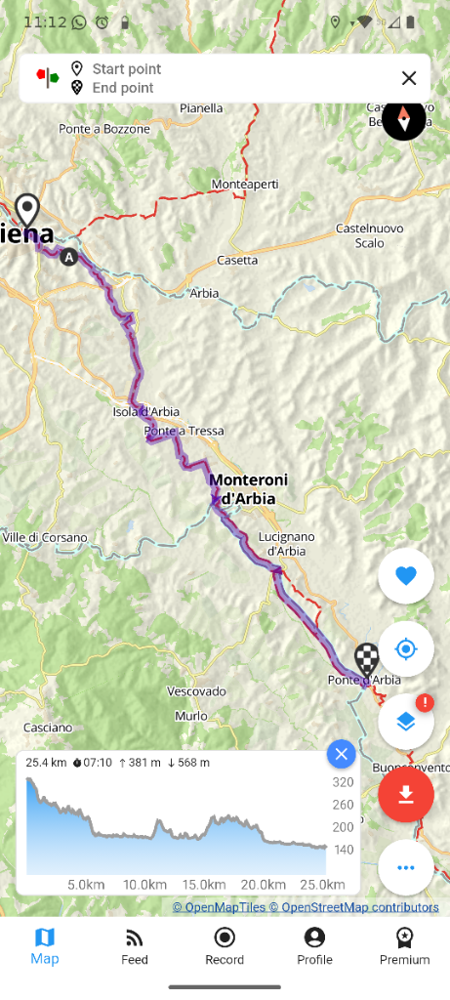 11:12
Start point
End point
Pianella
Ponte a Bozzone
Monteaperti
iena
A
Castelnuovo
Scalo
Casetta
Arbia
Isola d'Arbia
Ponte a Tressa
Monteroni
d'Arbia
Ville di Corsano
Lucignano
d'Arbia
Ponte d'Arbia
Vescovado
Murlo
Casciano
!
25.4 km 07:10 ↑ 381 m ↓ 568 m
320
260
200
140
5.0km 10.0km 15.0km 20.0km 25.0km
© OpenMapTiles © OpenStreetMap contributors
Map Feed Record Profile Premium